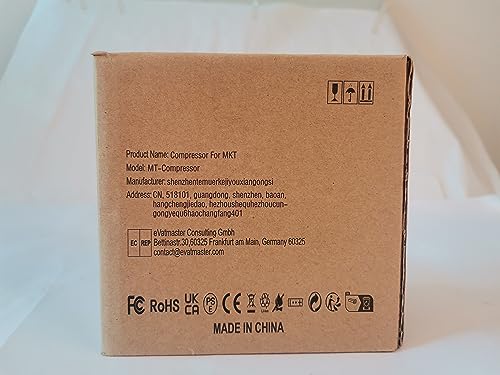 Product Name: Compressor For MKT
Model: MT-Compressor
Manufacturer: shenzhentemuerkejiyouxiangongsi
Address: CN, 518101, guangdong, shenzhen, baoan,
hangchengjiedao, hezhoushequhezhoucun-
gongyequ6haochangfang401
EC REP
eVatmaster Consulting Gmbh
Bettinastr.30,60325 Frankfurt am Main, Germany 60325
contact@evatmaster.com
FC RoHS UK CA PS E CE
MADE IN CHINA